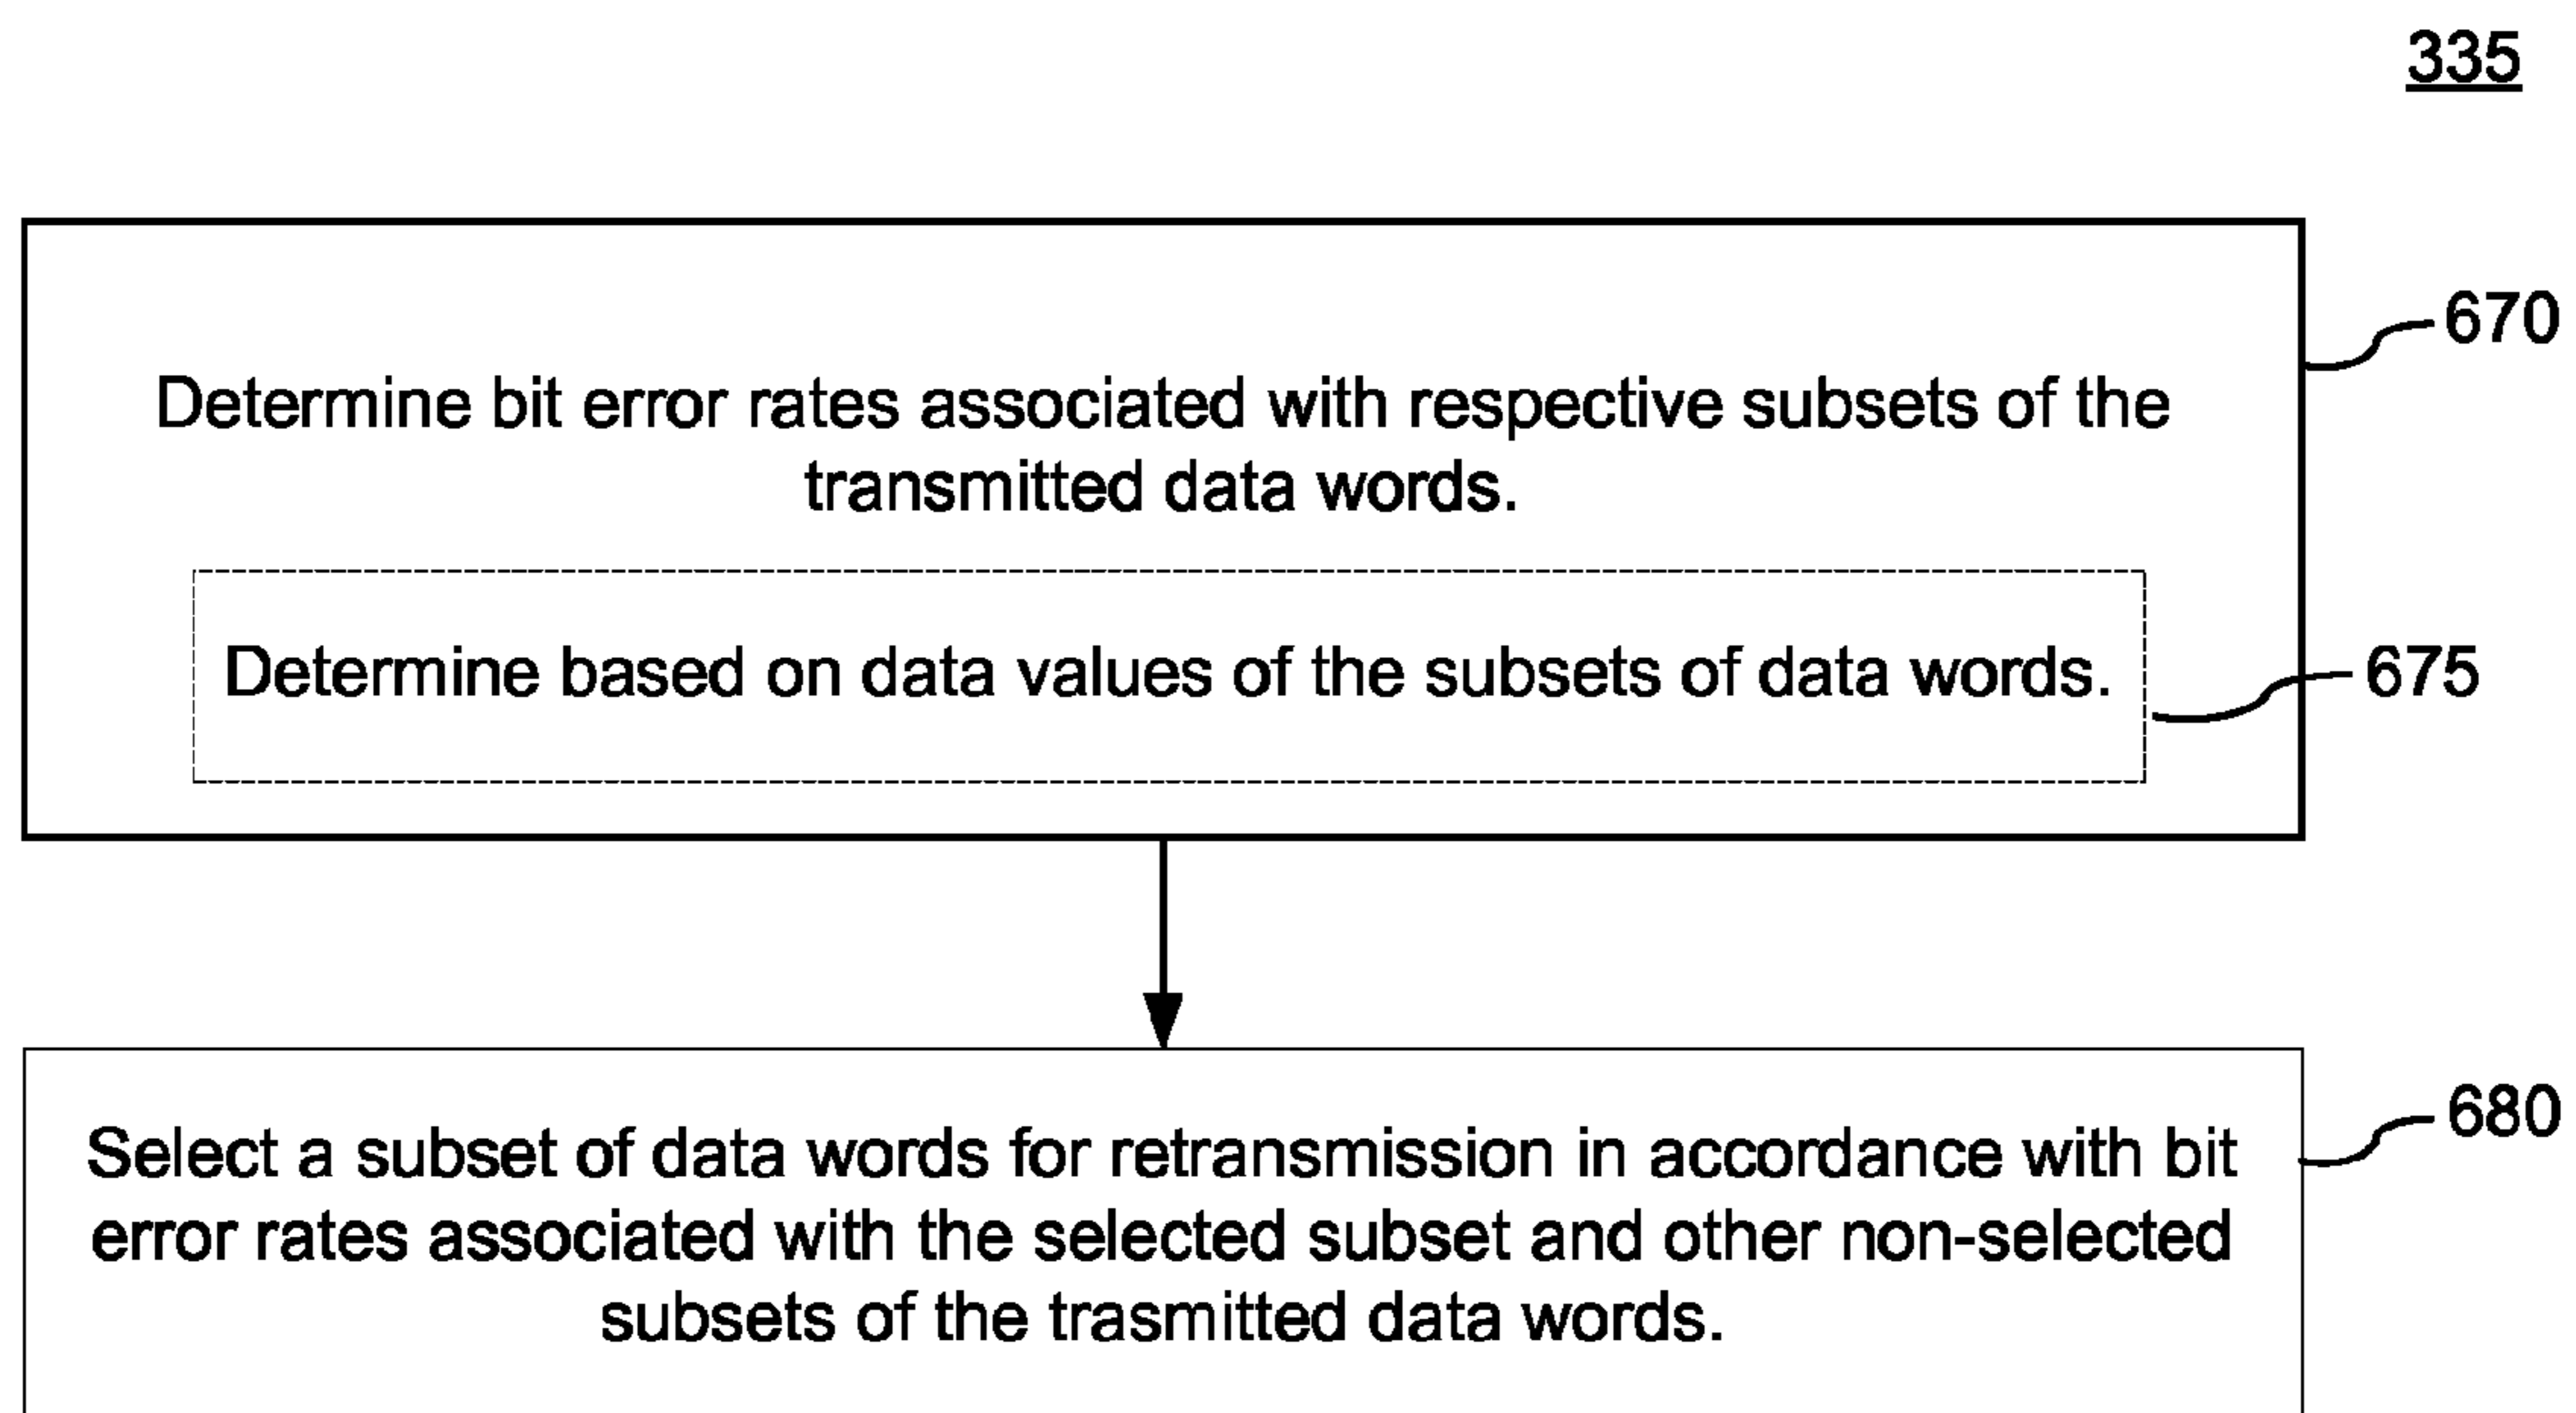 335
670
Determine bit error rates associated with respective subsets of the
transmitted data words.
Determine based on data values of the subsets of data words.
675
680
Select a subset of data words for retransmission in accordance with bit
error rates associated with the selected subset and other non-selected
subsets of the trasmitted data words.